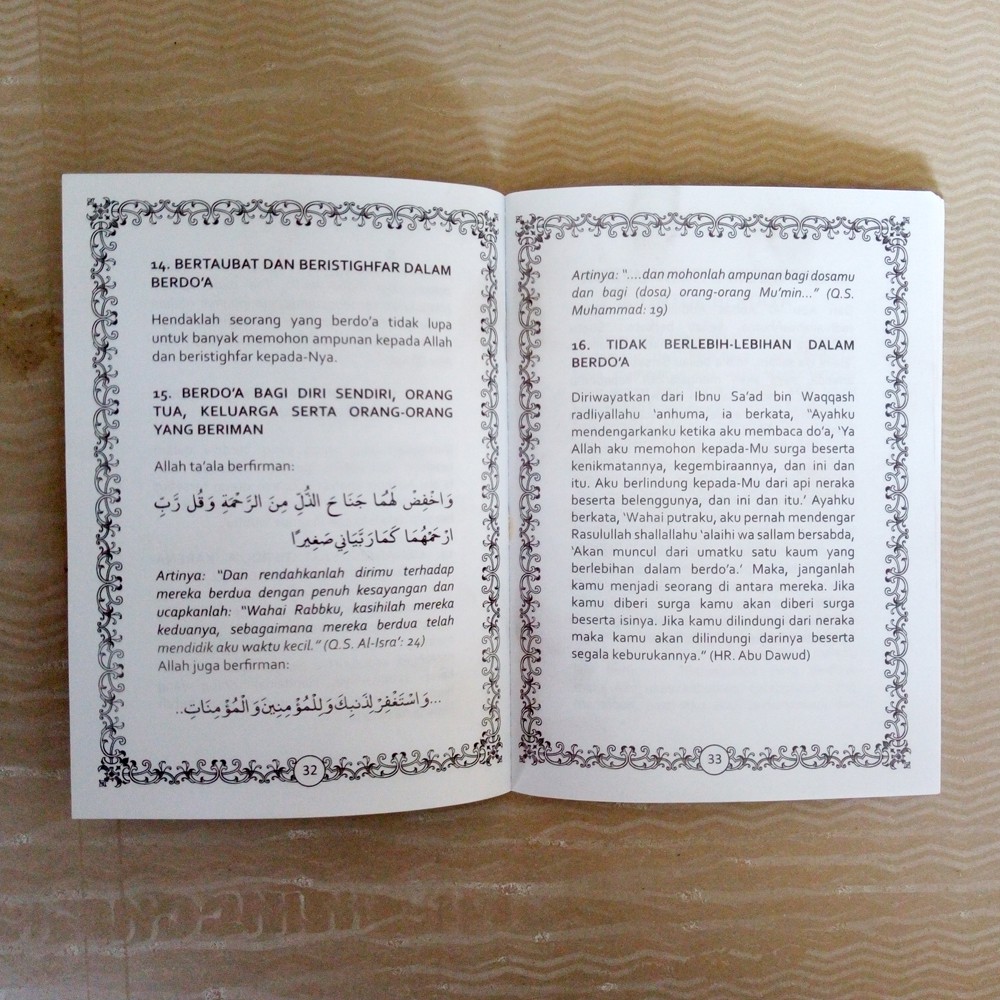 14. BERTAUBAT DAN BERISTIGHFAR DALAM
BERDO'A
Hendaklah seorang yang berdo'a tidak lupa
untuk banyak memohon ampunan kepada Allah
dan beristighfar kepada-Nya.
15. BERDO'A BAGI DIRI SENDIRI, ORANG
TUA, KELUARGA SERTA ORANG-ORANG
YANG BERIMAN
Allah ta'ala berfirman:
وَاخْفِضْ لَهُمَا جَنَاحَ الذُّلِّ مِنَ الرَّحْمَةِ وَقُل رَّبِّ
ارْحَمْهُمَا كَمَا رَبَّيَانِي صَغِيرًا
Artinya: "Dan rendahkanlah dirimu terhadap
mereka berdua dengan penuh kesayangan dan
ucapkanlah: "Wahai Rabbku, kasihilah mereka
keduanya, sebagaimana mereka berdua telah
mendidik aku waktu kecil." (Q.S. Al-Isra': 24)
Allah juga berfirman:
...وَاسْتَغْفِرْ لِذَنبِكَ وَلِلْمُؤْمِنِينَ وَالْمُؤْمِنَاتِ..
32
Artinya: "....dan mohonlah ampunan bagi dosamu
dan bagi (dosa) orang-orang Mu'min..." (Q.S.
Muhammad: 19)
16. TIDAK BERLEBIH-LEBIHAN DALAM
BERDO'A
Diriwayatkan dari Ibnu Sa'ad bin Waqqash
radliyallahu 'anhuma, ia berkata, "Ayahku
mendengarkanku ketika aku membaca do'a, 'Ya
Allah aku memohon kepada-Mu surga beserta
kenikmatannya, kegembiraannya, dan ini dan
itu. Aku berlindung kepada-Mu dari api neraka
beserta belenggunya, dan ini dan itu.' Ayahku
berkata, 'Wahai putraku, aku pernah mendengar
Rasulullah shallallahu 'alaihi wa sallam bersabda,
'Akan muncul dari umatku satu kaum yang
berlebihan dalam berdo'a.' Maka, janganlah
kamu menjadi seorang di antara mereka. Jika
kamu diberi surga kamu akan diberi surga
beserta isinya. Jika kamu dilindungi dari neraka
maka kamu akan dilindungi darinya beserta
segala keburukannya." (HR. Abu Dawud)
33